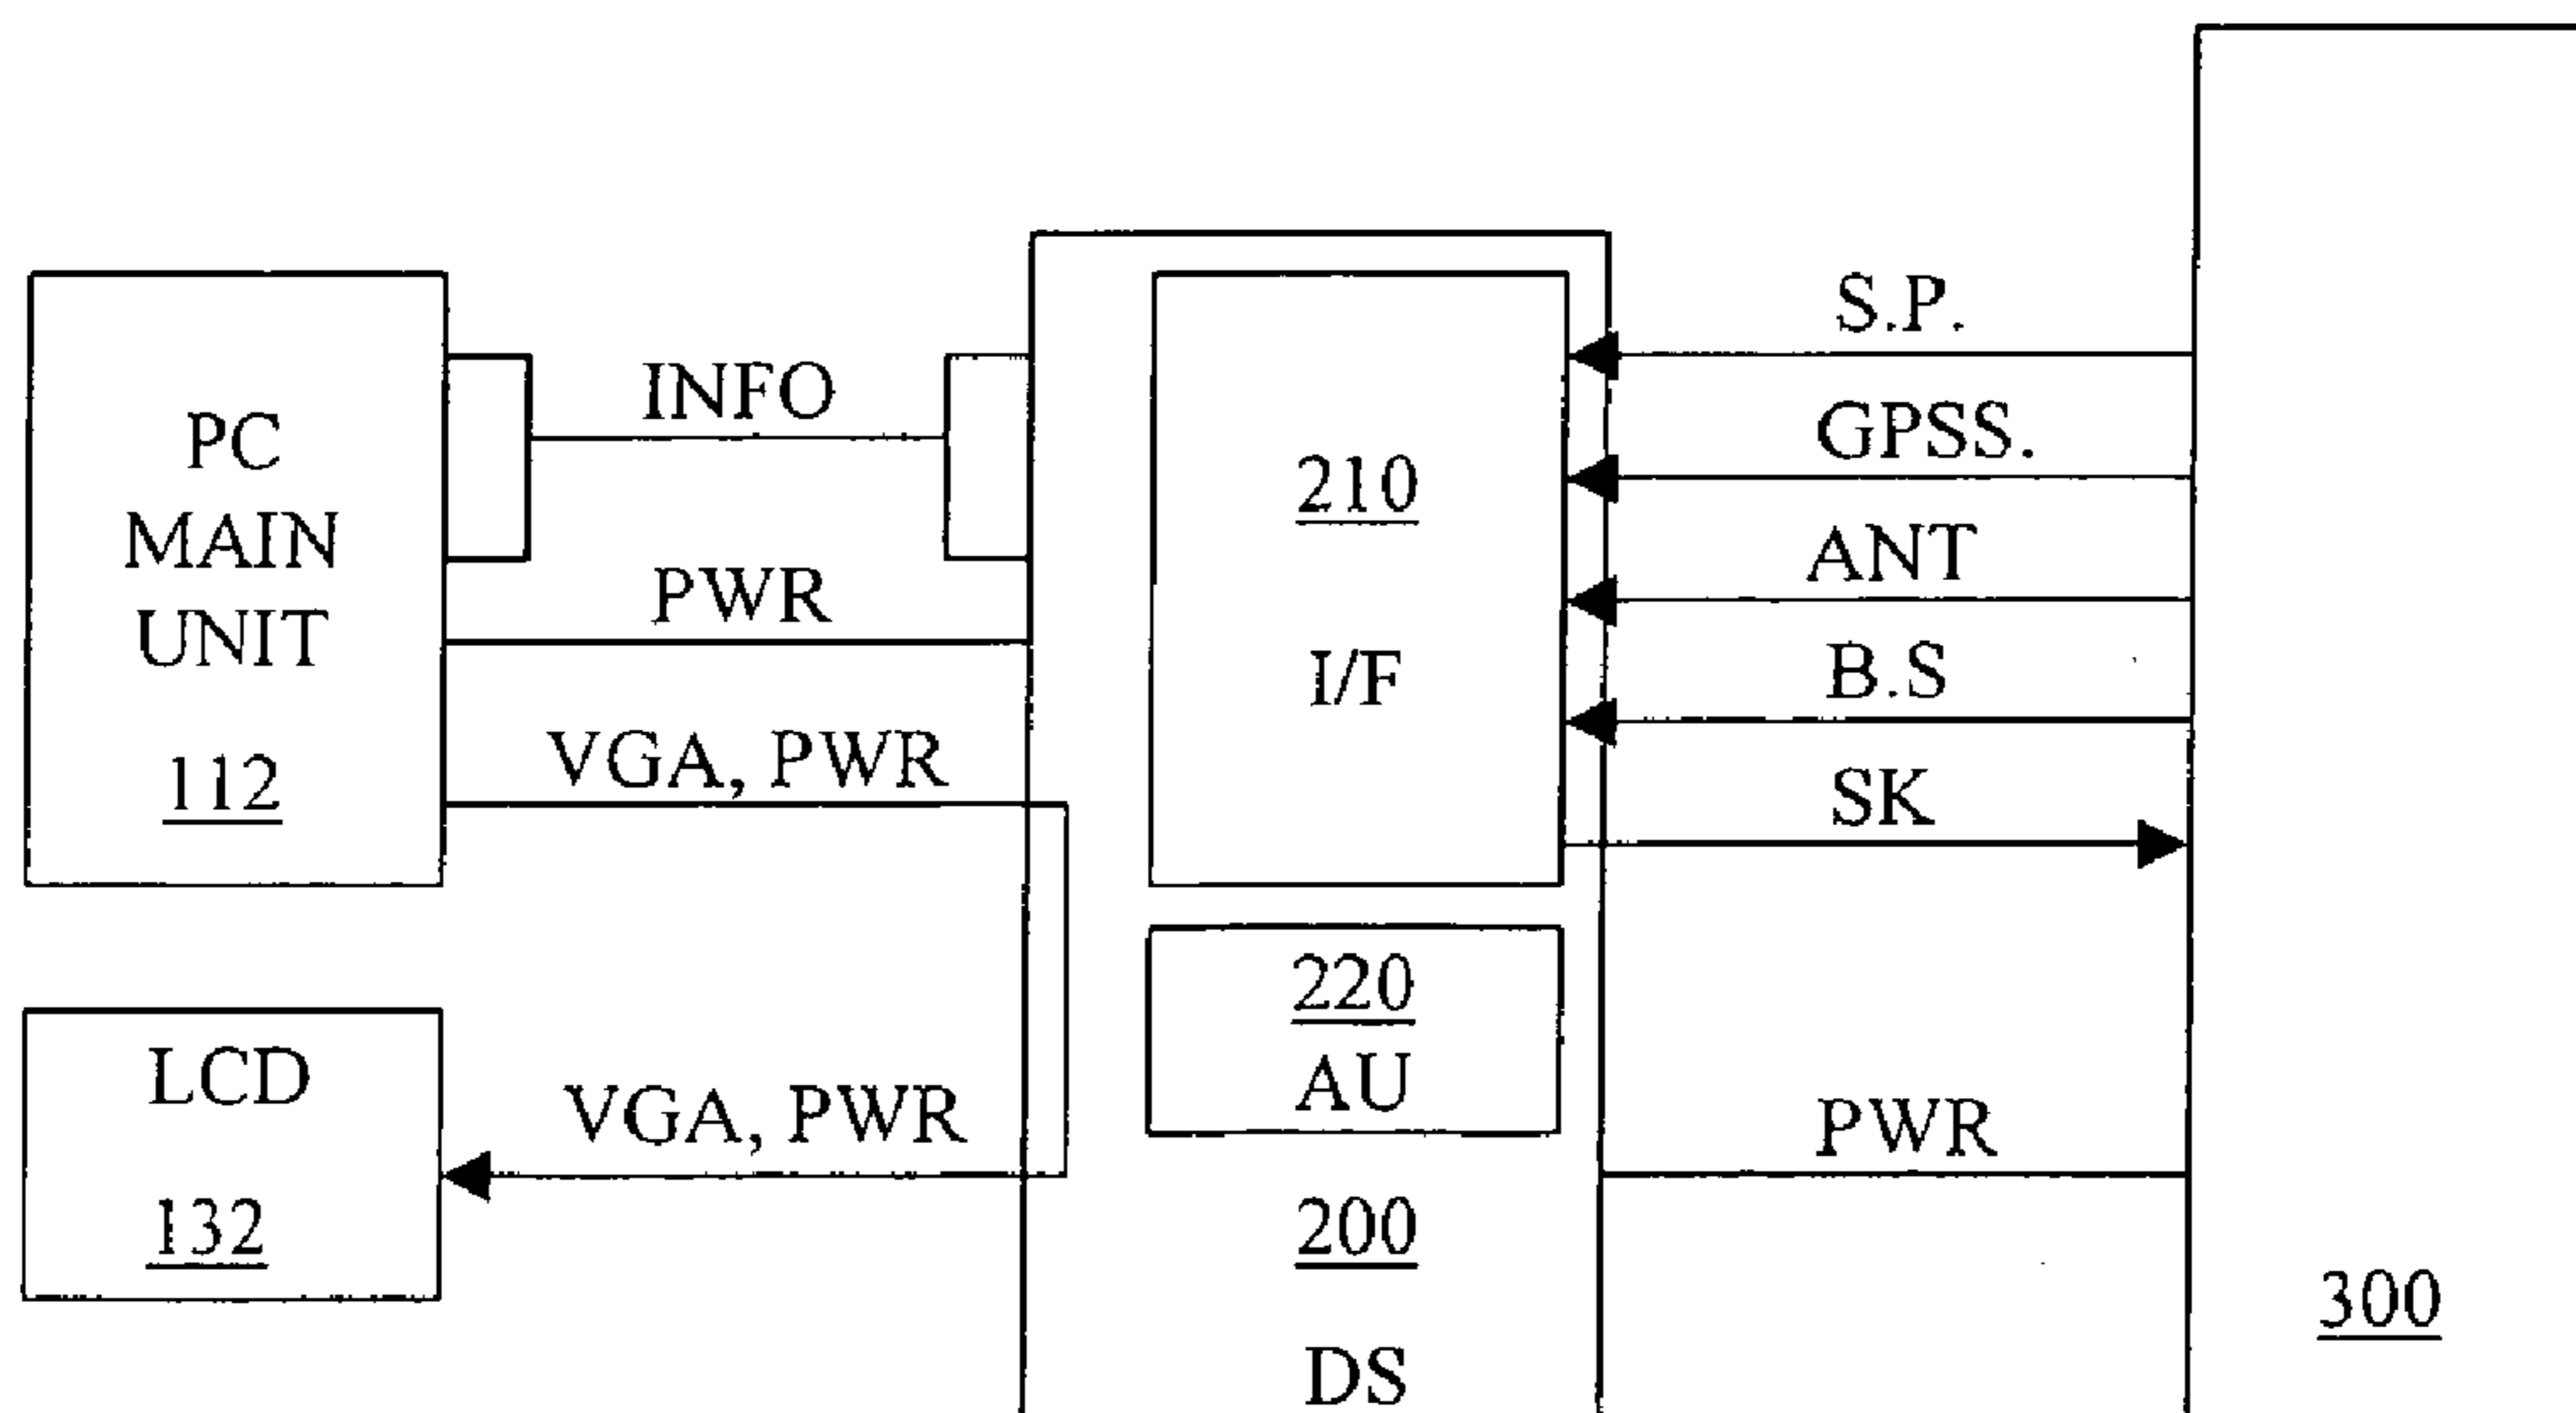 PC
MAIN
UNIT
112
INFO
PWR
VGA, PWR
LCD
132
VGA, PWR
210
I/F
220
AU
200
DS
S.P.
GPSS.
ANT
B.S
SK
PWR
300